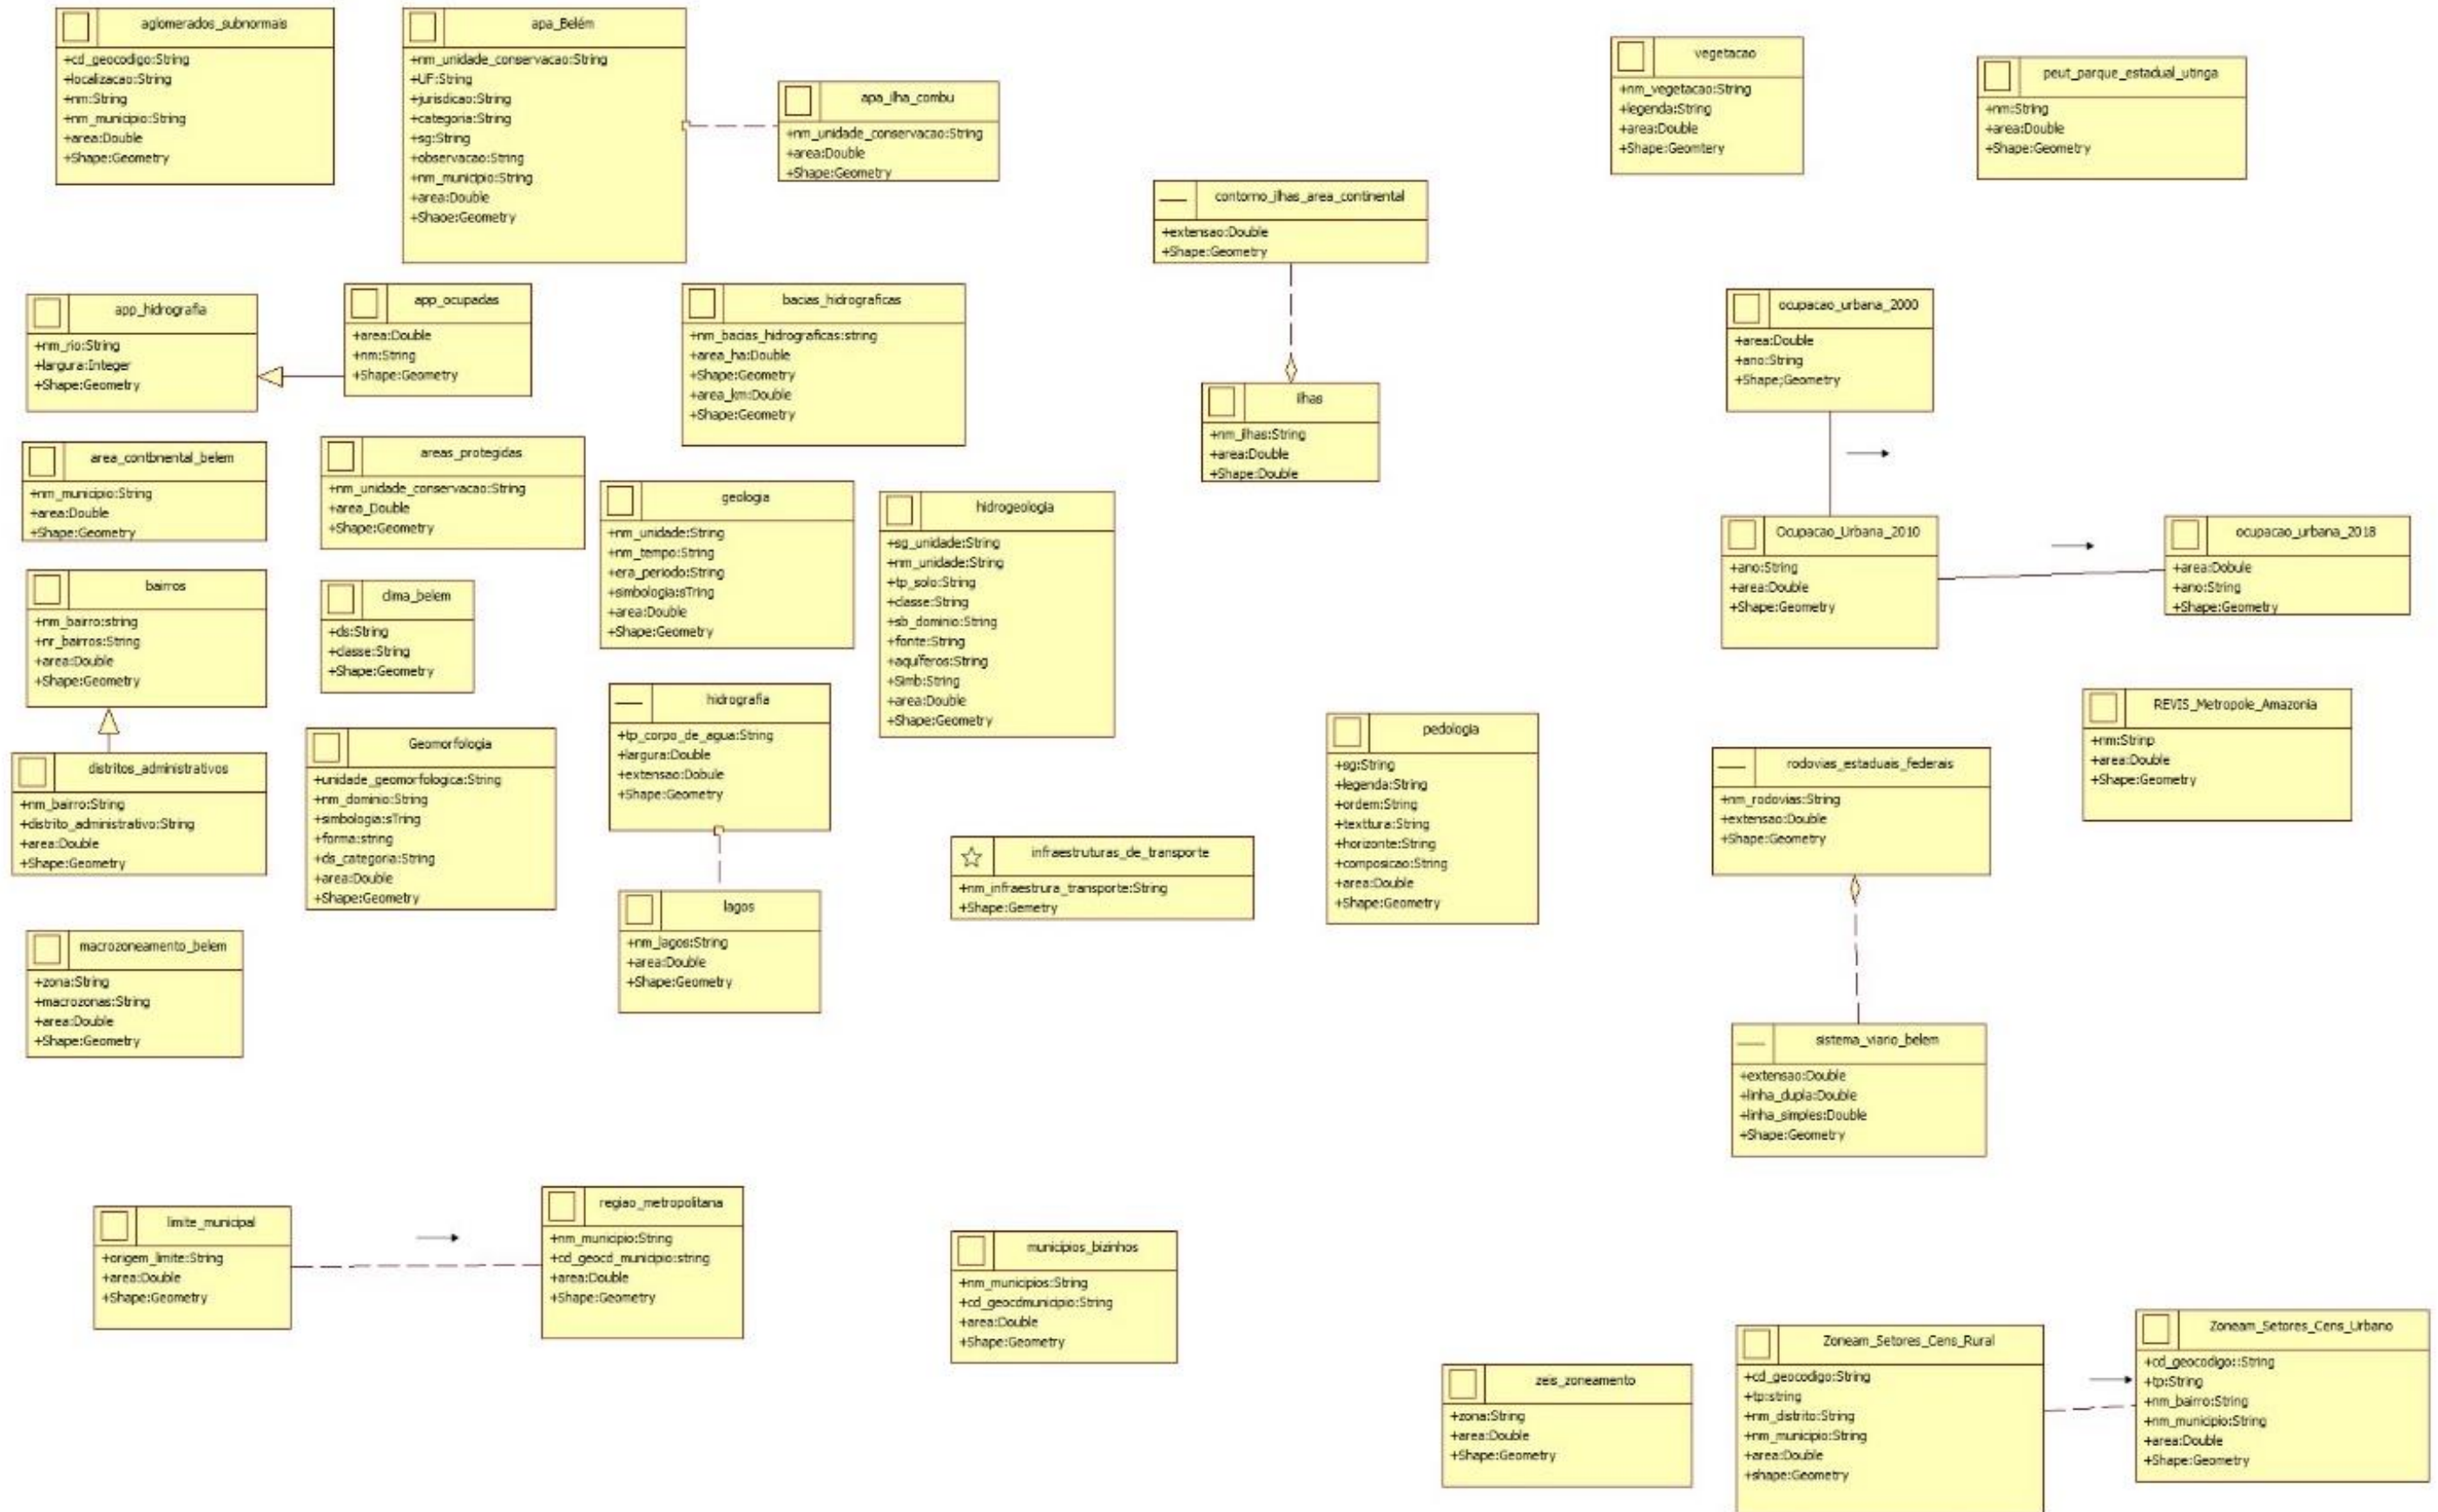 aglomerados_subnormais
+cd_geocodigo:String
+localizacao:String
+nm:String
+nm_municipio:String
+area:Double
+Shape:Geometry
apa_Belém
+nm_unidade_conservacao:String
+UF:String
+jurisdicao:String
+categoria:String
+sg:String
+observacao:String
+nm_municipio:String
+area:Double
+Shaoe:Geometry
apa_ilha_combu
+nm_unidade_conservacao:String
+area:Double
+Shape:Geometry
vegetacao
+nm_vegetacao:String
+legenda:String
+area:Double
+Shape:Geomtery
peut_parque_estadual_utinga
+nm:String
+area:Double
+Shape:Geometry
contorno_ilhas_area_continental
+extensao:Double
+Shape:Geometry
app_hidrografia
+nm_rio:String
+largura:Integer
+Shape:Geometry
app_ocupadas
+area:Double
+nm:String
+Shape:Geometry
bacias_hidrograficas
+nm_bacias_hidrograficas:string
+area_ha:Double
+Shape:Geometry
+area_km:Double
+Shape:Geometry
ilhas
+nm_ilhas:String
+area:Double
+Shape:Double
ocupacao_urbana_2000
+area:Double
+ano:String
+Shape;Geometry
area_contbnental_belem
+nm_municipio:String
+area:Double
+Shape:Geometry
areas_protegidas
+nm_unidade_conservacao:String
+area_Double
+Shape:Geometry
geologia
+nm_unidade:String
+nm_tempo:String
+era_periodo:String
+simbologia:sTring
+area:Double
+Shape:Geometry
hidrogeologia
+sg_unidade:String
+nm_unidade:String
+tp_solo:String
+classe:String
+sb_dominio:String
+fonte:String
+aquíferos:String
+Simb:String
+area:Double
+Shape:Geometry
Ocupacao_Urbana_2010
+ano:String
+area:Double
+Shape:Geometry
ocupacao_urbana_2018
+area:Dobule
+ano:String
+Shape:Geometry
bairros
+nm_bairro:string
+nr_bairros:String
+area:Double
+Shape:Geometry
clima_belem
+ds:String
+classe:String
+Shape:Geometry
hidrografia
+tp_corpo_de_agua:String
+largura:Double
+extensao:Dobule
+Shape:Geometry
distritos_administrativos
+nm_bairro:String
+distrito_administrativo:String
+area:Double
+Shape:Geometry
Geomorfologia
+unidade_geomorfologica:String
+nm_dominio:String
+simbologia:sTring
+forma:string
+ds_categoria:String
+area:Double
+Shape:Geometry
pedologia
+sg:String
+legenda:String
+ordem:String
+texttura:String
+horizonte:String
+composicao:String
+area:Double
+Shape:Geometry
rodovias_estaduais_federais
+nm_rodovias:String
+extensao:Double
+Shape:Geometry
REVIS_Metropole_Amazonia
+nm:Strinp
+area:Double
+Shape:Geometry
infraestruturas_de_transporte
+nm_infraestrura_transporte:String
+Shape:Gemetry
lagos
+nm_lagos:String
+area:Double
+Shape:Geometry
macrozoneamento_belem
+zona:String
+macrozonas:String
+area:Double
+Shape:Geometry
sistema_viario_belem
+extensao:Double
+linha_dupla:Double
+linha_simples:Double
+Shape:Geometry
limite_municipal
+origem_limite:String
+area:Double
+Shape:Geometry
regiao_metropolitana
+nm_municipio:String
+cd_geocd_municipio:string
+area:Double
+Shape:Geometry
municipios_bizinhos
+nm_municipios:String
+cd_geocdmunicipio:String
+area:Double
+Shape:Geometry
zeis_zoneamento
+zona:String
+area:Double
+Shape:Geometry
Zoneam_Setores_Cens_Rural
+cd_geocodigo:String
+tp:string
+nm_distrito:String
+nm_municipio:String
+area:Double
+shape:Geometry
Zoneam_Setores_Cens_Urbano
+cd_geocodigo::String
+tp:String
+nm_bairro:String
+nm_municipio:String
+area:Double
+Shape:Geometry